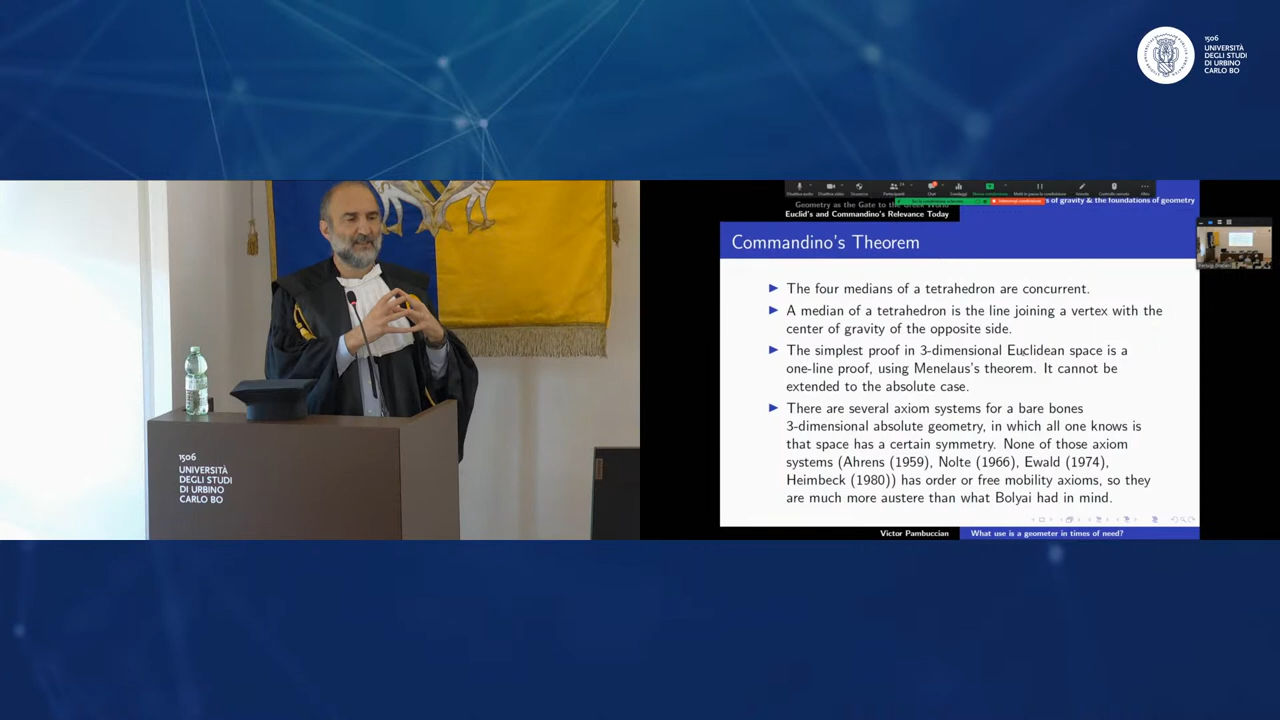 1506
UNIVERSITÀ
DEGLI STUDI
DI URBINO
CARLO BO
1506
UNIVERSITÀ
DEGLI STUDI
DI URBINO
CARLO BO
Geometry as the Gate to the
Euclid's and Commandino's Relevance Today
s of gravity & the foundations of geometry
Commandino's Theorem
The four medians of a tetrahedron are concurrent.
A median of a tetrahedron is the line joining a vertex with the
center of gravity of the opposite side.
The simplest proof in 3-dimensional Euclidean space is a
one-line proof, using Menelaus's theorem. It cannot be
extended to the absolute case.
There are several axiom systems for a bare bones
3-dimensional absolute geometry, in which all one knows is
that space has a certain symmetry. None of those axiom
systems (Ahrens (1959), Nolte (1966), Ewald (1974),
Heimbeck (1980)) has order or free mobility axioms, so they
are much more austere than what Bolyai had in mind.
Victor Pambuccian
What use is a geometer in times of need?